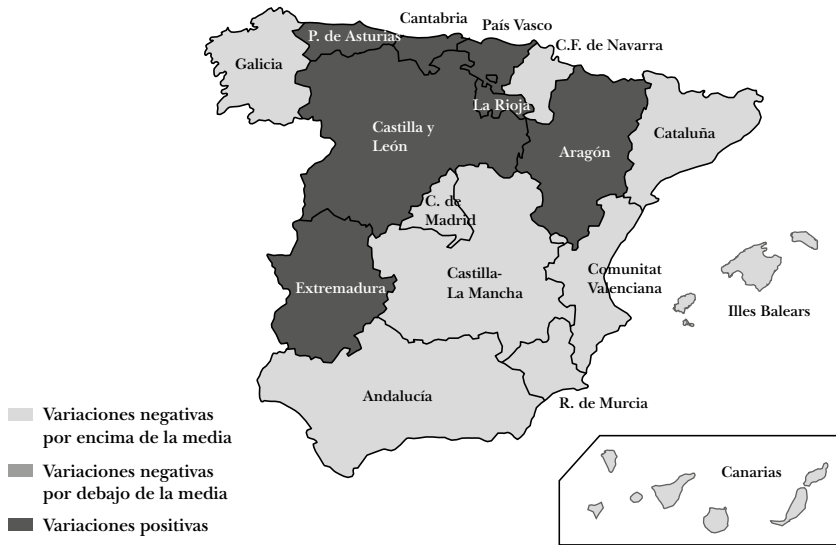 Cantabria
P. de Asturias
País Vasco
C.F. de Navarra
Galicia
La Rioja
Castilla y
León
Cataluña
Aragón
C. de
Madrid
Comunitat
Valenciana
Castilla-
La Mancha
Extremadura
Illes Balears
Andalucía
R. de Murcia
Variaciones negativas
por encima de la media
Variaciones negativas
por debajo de la media
Variaciones positivas
Canarias